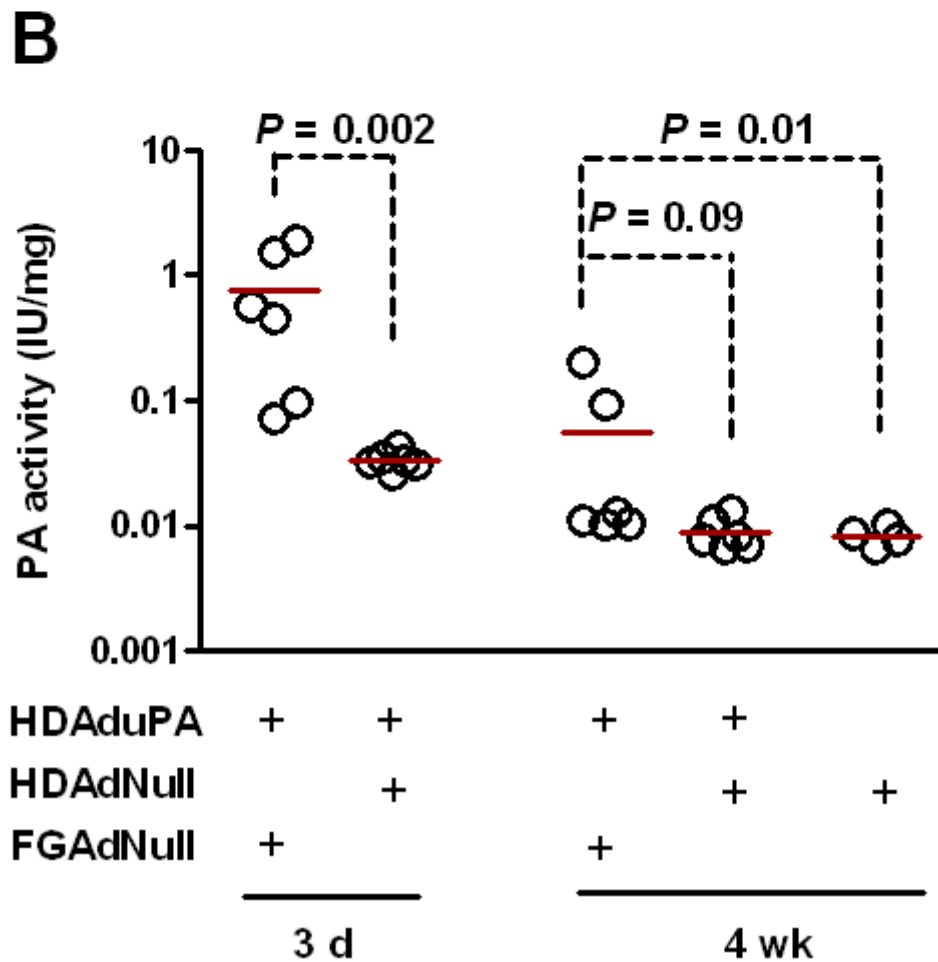 B
P = 0.002
P = 0.01
P = 0.09
PA activity (IU/mg)
10
1
0.1
0.01
0.001
HDAduPA + + + +
HDAdNull + + +
FGAdNull + +
3 d 4 wk